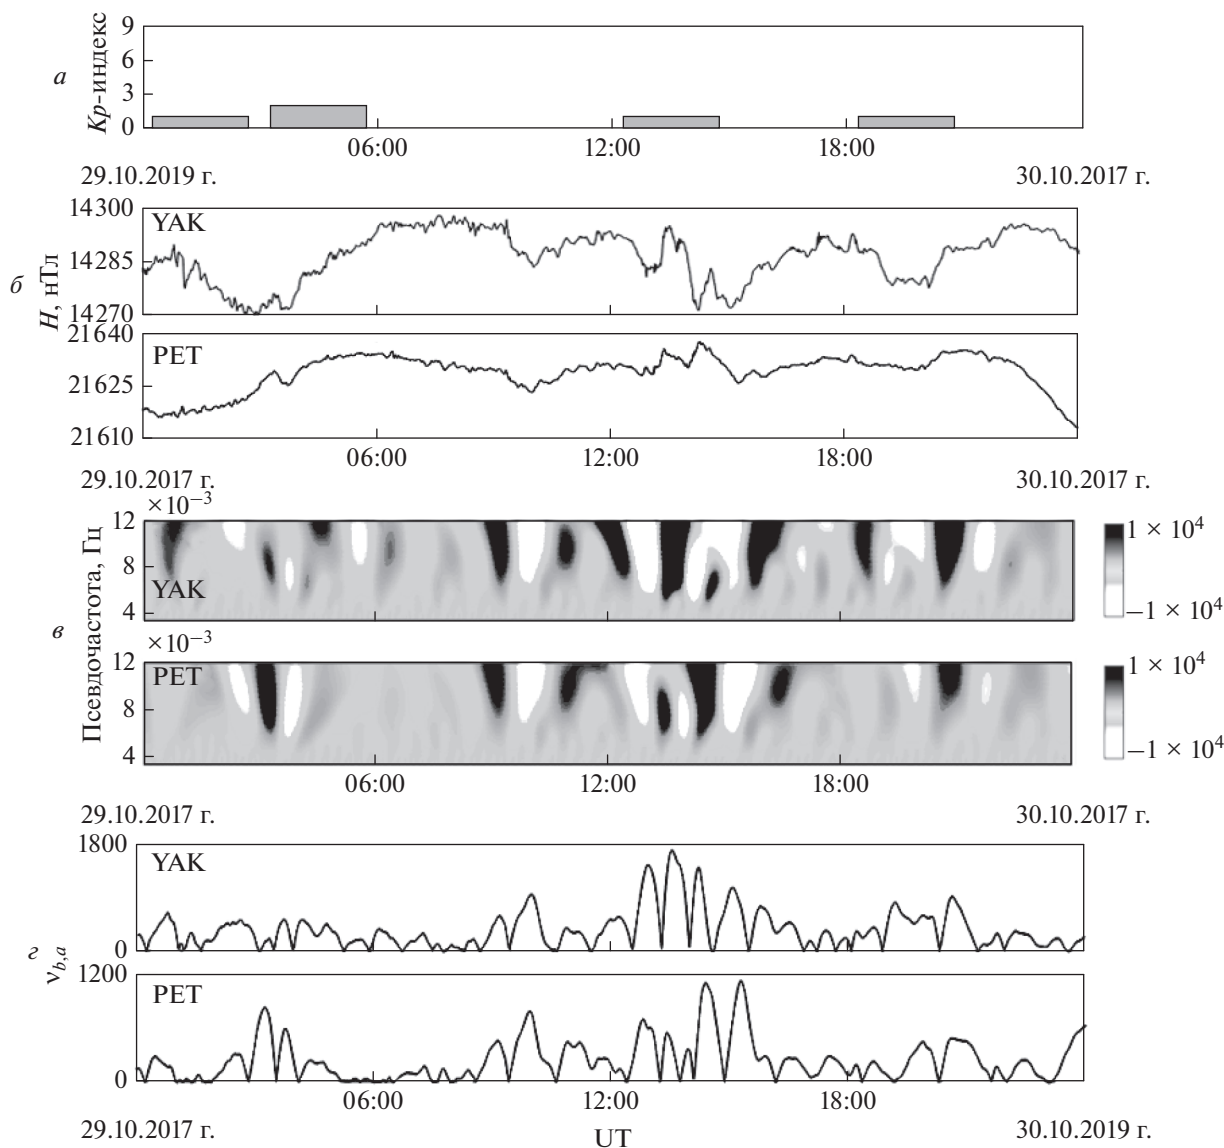 а
Kp-индекс
9
6
3
0
06:00 12:00 18:00
29.10.2019 г. 30.10.2017 г.
б
H, нТл
YAK
14300
14285
14270
PET
21640
21625
21610
06:00 12:00 18:00
29.10.2017 г. 30.10.2017 г.
в
Псевдочастота, Гц
×10⁻³
12
8
4
YAK
1 × 10⁴
–1 × 10⁴
×10⁻³
12
8
4
PET
1 × 10⁴
–1 × 10⁴
06:00 12:00 18:00
29.10.2017 г. 30.10.2017 г.
г
ν_{b,a}
1800
YAK
0
1200
PET
0
06:00 12:00 18:00
29.10.2017 г. UT 30.10.2019 г.